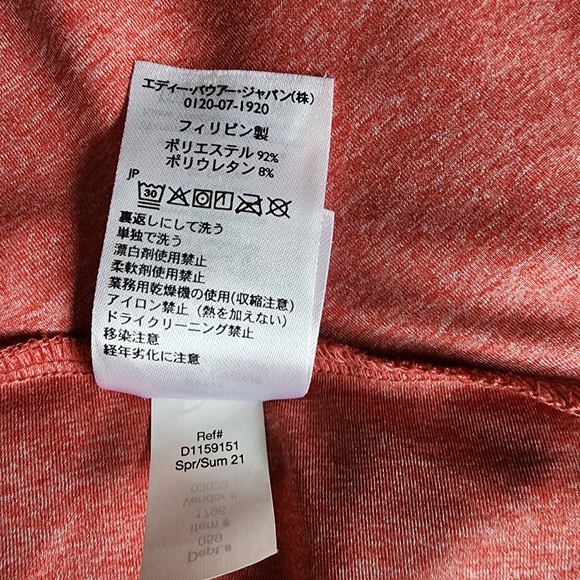 エディー・バウアー・ジャパン(株)
0120-07-1920
フィリピン製
ポリエステル 92%
ポリウレタン 8%
JP
30
裏返しにして洗う
単独で洗う
漂白剤使用禁止
柔軟剤使用禁止
業務用乾燥機の使用(収縮注意)
アイロン禁止 (熱を加えない)
ドライクリーニング禁止
移染注意
経年劣化に注意
Ref#
D1159151
Spr/Sum 21
Vendor #
1796
Item #
059
Dept #